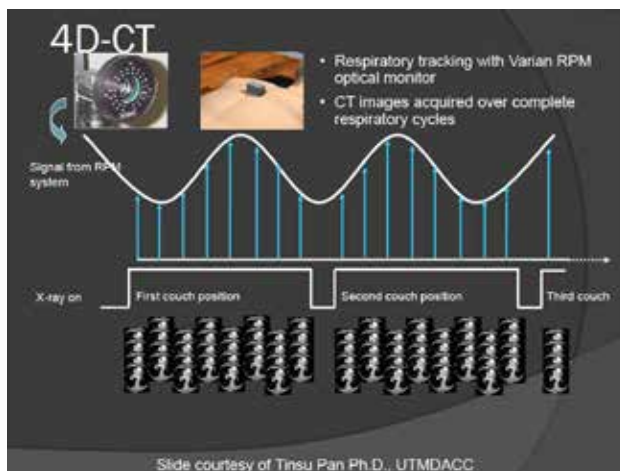 4D-CT
• Respiratory tracking with Varian RPM
optical monitor
• CT images acquired over complete
respiratory cycles
Signal from RPM
system
X-ray on
First couch position
Second couch position
Third couch
Slide courtesy of Tinsu Pan Ph.D., UTMDACC